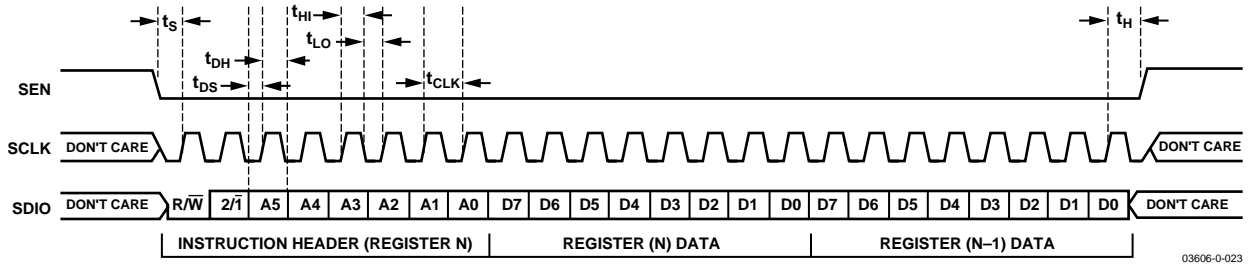 tS
tHI
tH
tLO
tDH
tCLK
tDS
SEN
SCLK DON'T CARE DON'T CARE
SDIO DON'T CARE R/W̅ 2/1̅ A5 A4 A3 A2 A1 A0 D7 D6 D5 D4 D3 D2 D1 D0 D7 D6 D5 D4 D3 D2 D1 D0 DON'T CARE
INSTRUCTION HEADER (REGISTER N) REGISTER (N) DATA REGISTER (N–1) DATA
03606-0-023